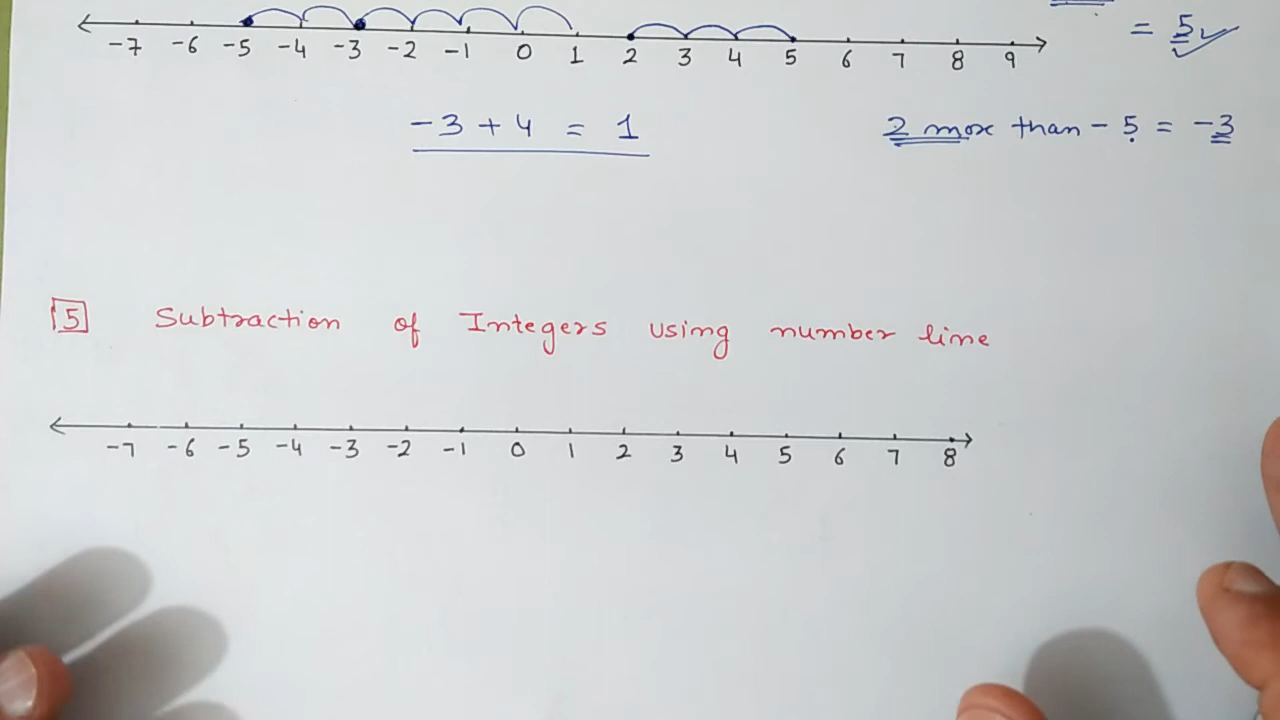 = 5
-7 -6 -5 -4 -3 -2 -1 0 1 2 3 4 5 6 7 8 9
-3 + 4 = 1
2 more than - 5 = -3
5 Subtraction of Integers using number line
-7 -6 -5 -4 -3 -2 -1 0 1 2 3 4 5 6 7 8